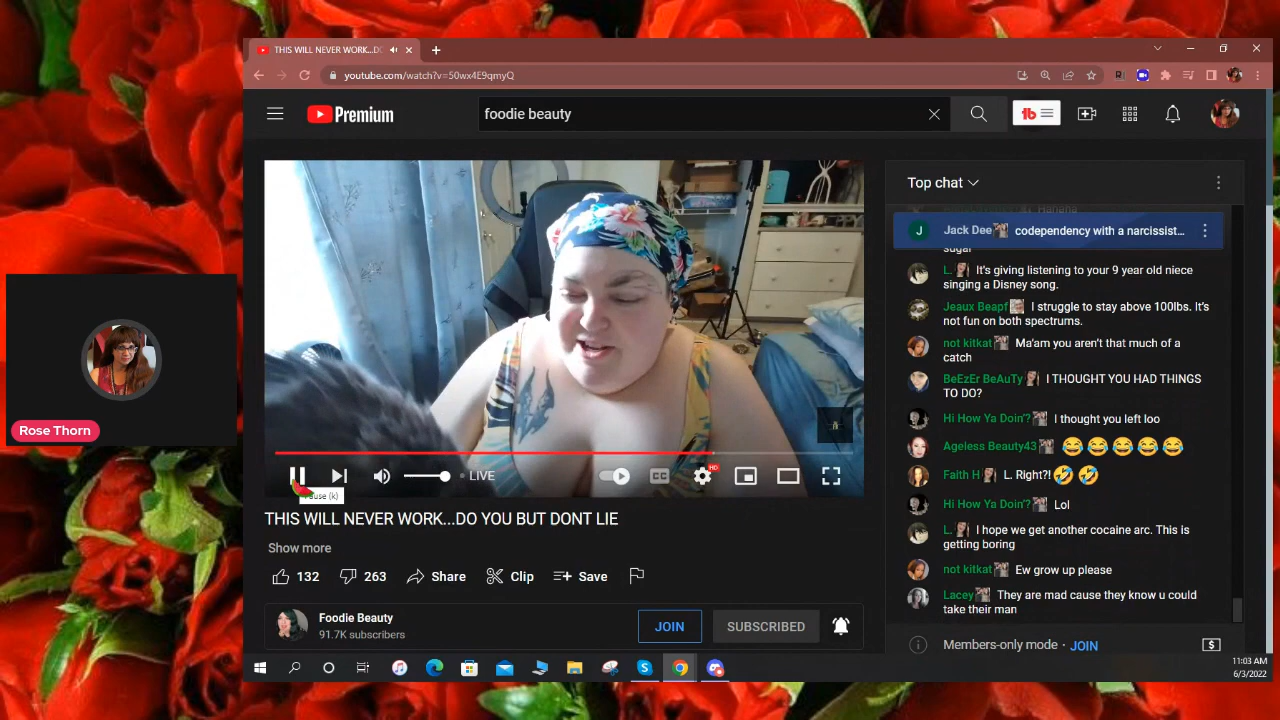 THIS WILL NEVER WORK...DO
youtube.com/watch?v=50wx4E9qmyQ
Premium
foodie beauty
tb
Top chat
Jack Dee codependency with a narcissist...
sugar
L. It's giving listening to your 9 year old niece
singing a Disney song.
Jeaux Beapf I struggle to stay above 100lbs. It's
not fun on both spectrums.
not kitkat Ma'am you aren't that much of a
catch
BeEzEr BeAuTy I THOUGHT YOU HAD THINGS
TO DO?
Hi How Ya Doin'? I thought you left loo
Ageless Beauty43
Faith H L. Right?!
Hi How Ya Doin'? Lol
L. I hope we get another cocaine arc. This is
getting boring
not kitkat Ew grow up please
Lacey They are mad cause they know u could
take their man
Members-only mode · JOIN
LIVE
CC
HD
Pause (k)
THIS WILL NEVER WORK...DO YOU BUT DONT LIE
Show more
132 263 Share Clip Save
Foodie Beauty
91.7K subscribers
JOIN SUBSCRIBED
Rose Thorn
11:03 AM
6/3/2022